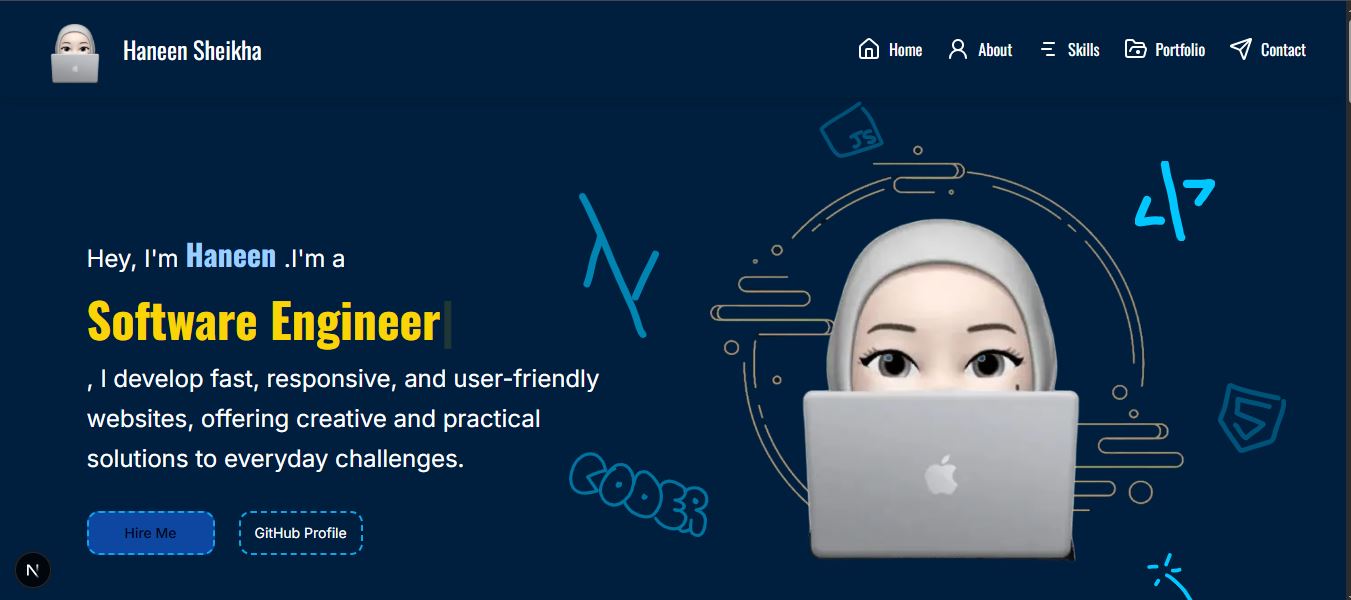 Haneen Sheikha
Home
About
Skills
Portfolio
Contact
JS
</>
Hey, I'm Haneen .I'm a
Software Engineer
, I develop fast, responsive, and user-friendly
websites, offering creative and practical
solutions to everyday challenges.
5
CODER
Hire Me
GitHub Profile
N